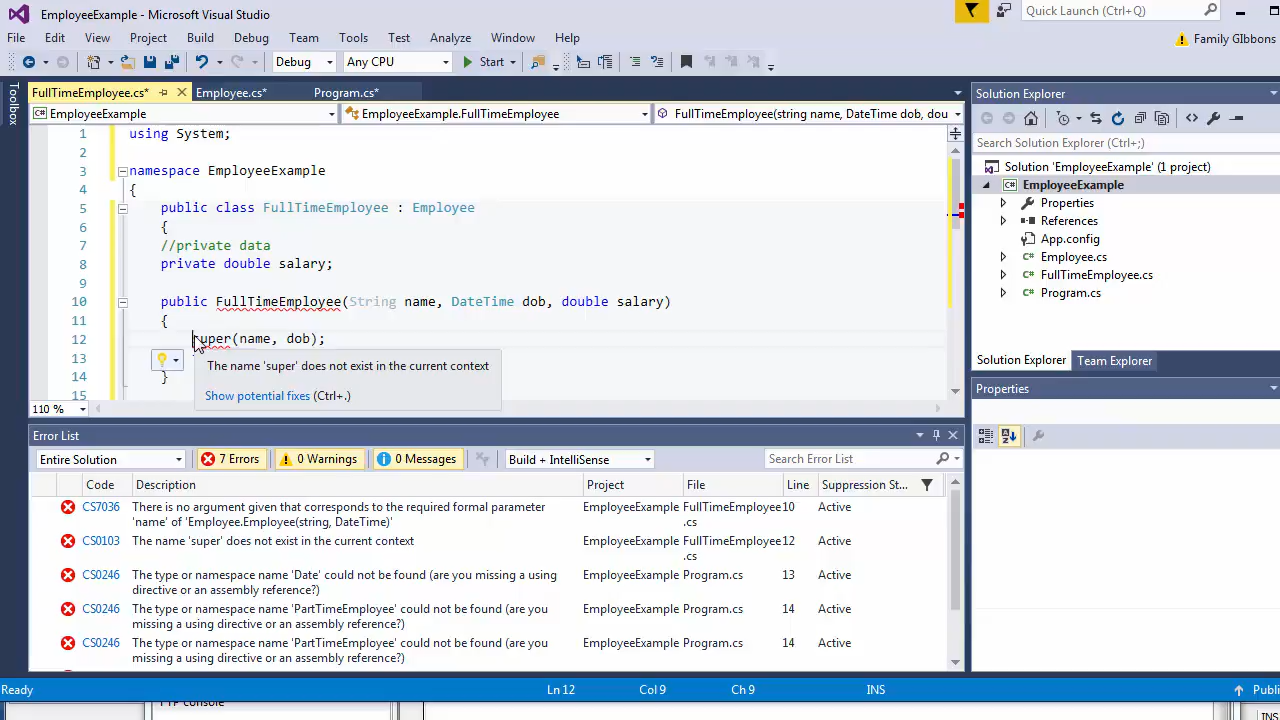 EmployeeExample - Microsoft Visual Studio
Quick Launch (Ctrl+Q)
File Edit View Project Build Debug Team Tools Test Analyze Window Help
Family Gibbons
Debug Any CPU Start
Toolbox
FullTimeEmployee.cs* Employee.cs* Program.cs*
EmployeeExample EmployeeExample.FullTimeEmployee FullTimeEmployee(string name, DateTime dob, dou
1 using System;
2
3 namespace EmployeeExample
4 {
5 public class FullTimeEmployee : Employee
6 {
7 //private data
8 private double salary;
9
10 public FullTimeEmployee(String name, DateTime dob, double salary)
11 {
12 super(name, dob);
13
14 }
15
The name 'super' does not exist in the current context
Show potential fixes (Ctrl+.)
110 %
Solution Explorer
Search Solution Explorer (Ctrl+;)
Solution 'EmployeeExample' (1 project)
C# EmployeeExample
Properties
References
App.config
C# Employee.cs
C# FullTimeEmployee.cs
C# Program.cs
Solution Explorer Team Explorer
Properties
Error List
Entire Solution 7 Errors 0 Warnings 0 Messages Build + IntelliSense Search Error List
Code Description Project File Line Suppression St...
CS7036 There is no argument given that corresponds to the required formal parameter EmployeeExample FullTimeEmployee 10 Active
'name' of 'Employee.Employee(string, DateTime)' .cs
CS0103 The name 'super' does not exist in the current context EmployeeExample FullTimeEmployee 12 Active
.cs
CS0246 The type or namespace name 'Date' could not be found (are you missing a using EmployeeExample Program.cs 13 Active
directive or an assembly reference?)
CS0246 The type or namespace name 'PartTimeEmployee' could not be found (are you EmployeeExample Program.cs 14 Active
missing a using directive or an assembly reference?)
CS0246 The type or namespace name 'PartTimeEmployee' could not be found (are you EmployeeExample Program.cs 14 Active
missing a using directive or an assembly reference?)
Ready Ln 12 Col 9 Ch 9 INS Publi